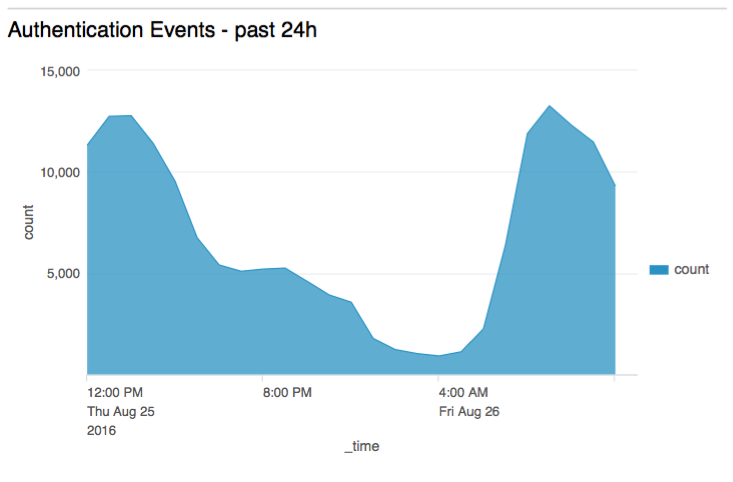 Authentication Events - past 24h
15,000
10,000
5,000
count
count
12:00 PM
Thu Aug 25
2016
8:00 PM
4:00 AM
Fri Aug 26
_time